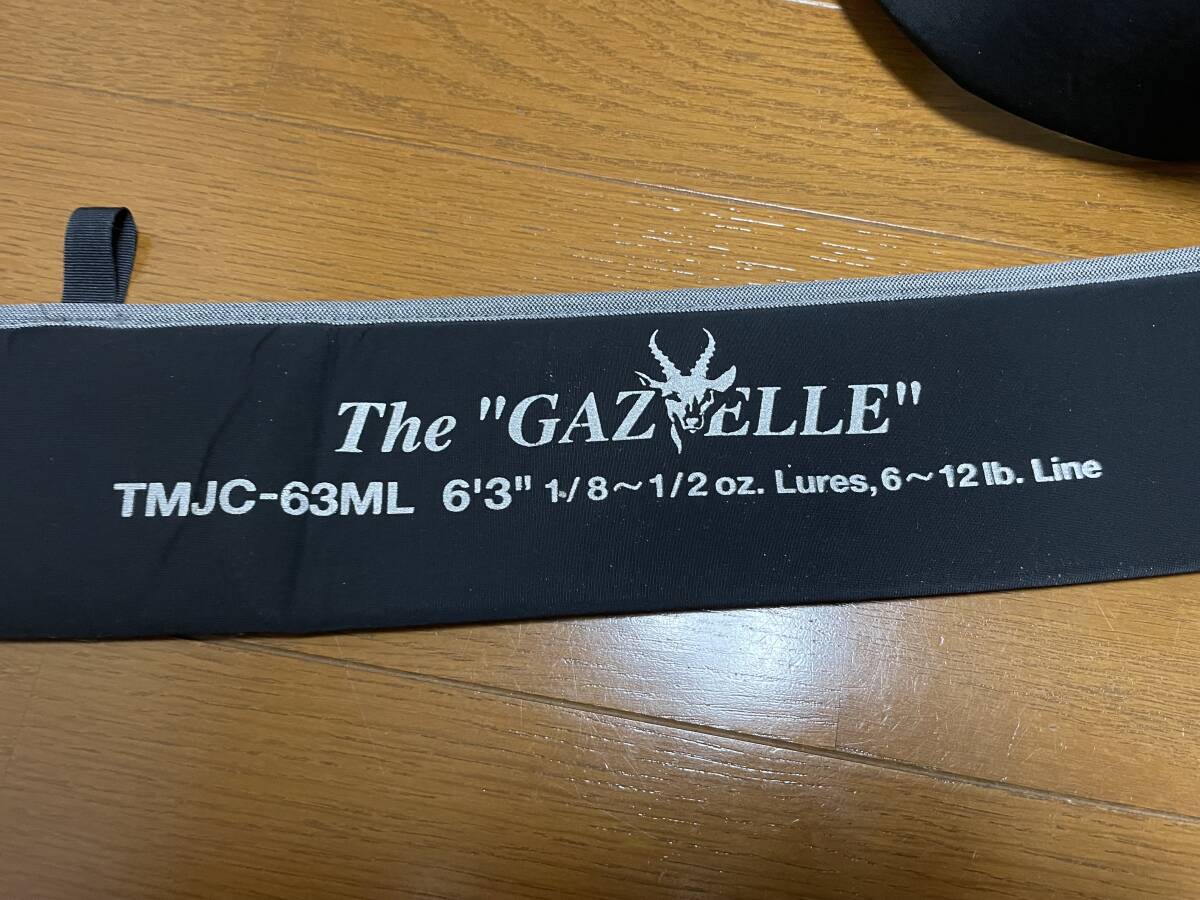 The "GAZELLE"
TMJC-63ML 6'3" 1/8~1/2 oz. Lures, 6~12 lb. Line